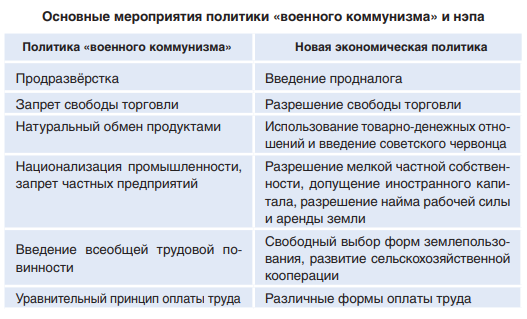 Основные мероприятия политики «военного коммунизма» и нэпа
Политика «военного коммунизма»
Новая экономическая политика
Продразвёрстка
Введение продналога
Запрет свободы торговли
Разрешение свободы торговли
Натуральный обмен продуктами
Использование товарно-денежных отно-
шений и введение советского червонца
Национализация промышленности,
запрет частных предприятий
Разрешение мелкой частной собствен-
ности, допущение иностранного капи-
тала, разрешение найма рабочей силы
и аренды земли
Введение всеобщей трудовой по-
винности
Свободный выбор форм землепользо-
вания, развитие сельскохозяйственной
кооперации
Уравнительный принцип оплаты труда
Различные формы оплаты труда